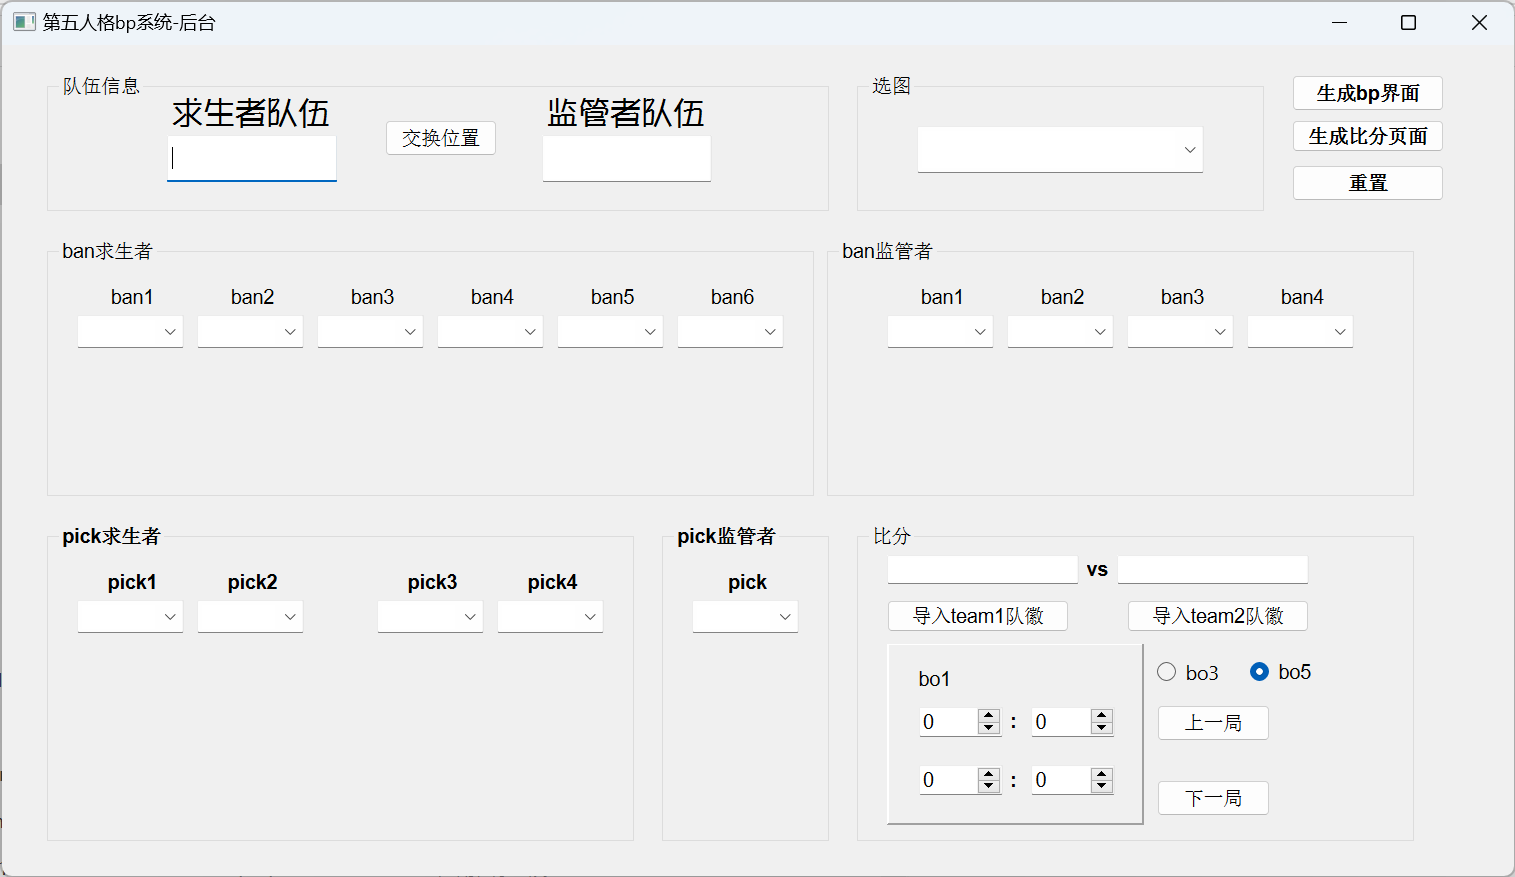 第五人格bp系统-后台
队伍信息
求生者队伍
交换位置
监管者队伍
选图
生成bp界面
生成比分页面
重置
ban求生者
ban1 ban2 ban3 ban4 ban5 ban6
ban监管者
ban1 ban2 ban3 ban4
pick求生者
pick1 pick2 pick3 pick4
pick监管者
pick
比分
vs
导入team1队徽 导入team2队徽
bo1
0 : 0
0 : 0
bo3 bo5
上一局
下一局